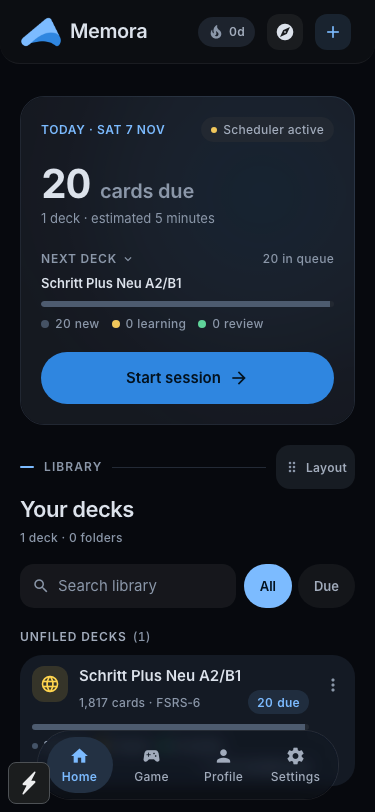 Memora
0d
TODAY · SAT 7 NOV
Scheduler active
20 cards due
1 deck · estimated 5 minutes
NEXT DECK
20 in queue
Schritt Plus Neu A2/B1
20 new
0 learning
0 review
Start session
LIBRARY
Layout
Your decks
1 deck · 0 folders
Search library
All
Due
UNFILED DECKS (1)
Schritt Plus Neu A2/B1
1,817 cards · FSRS-6
20 due
Home
Game
Profile
Settings